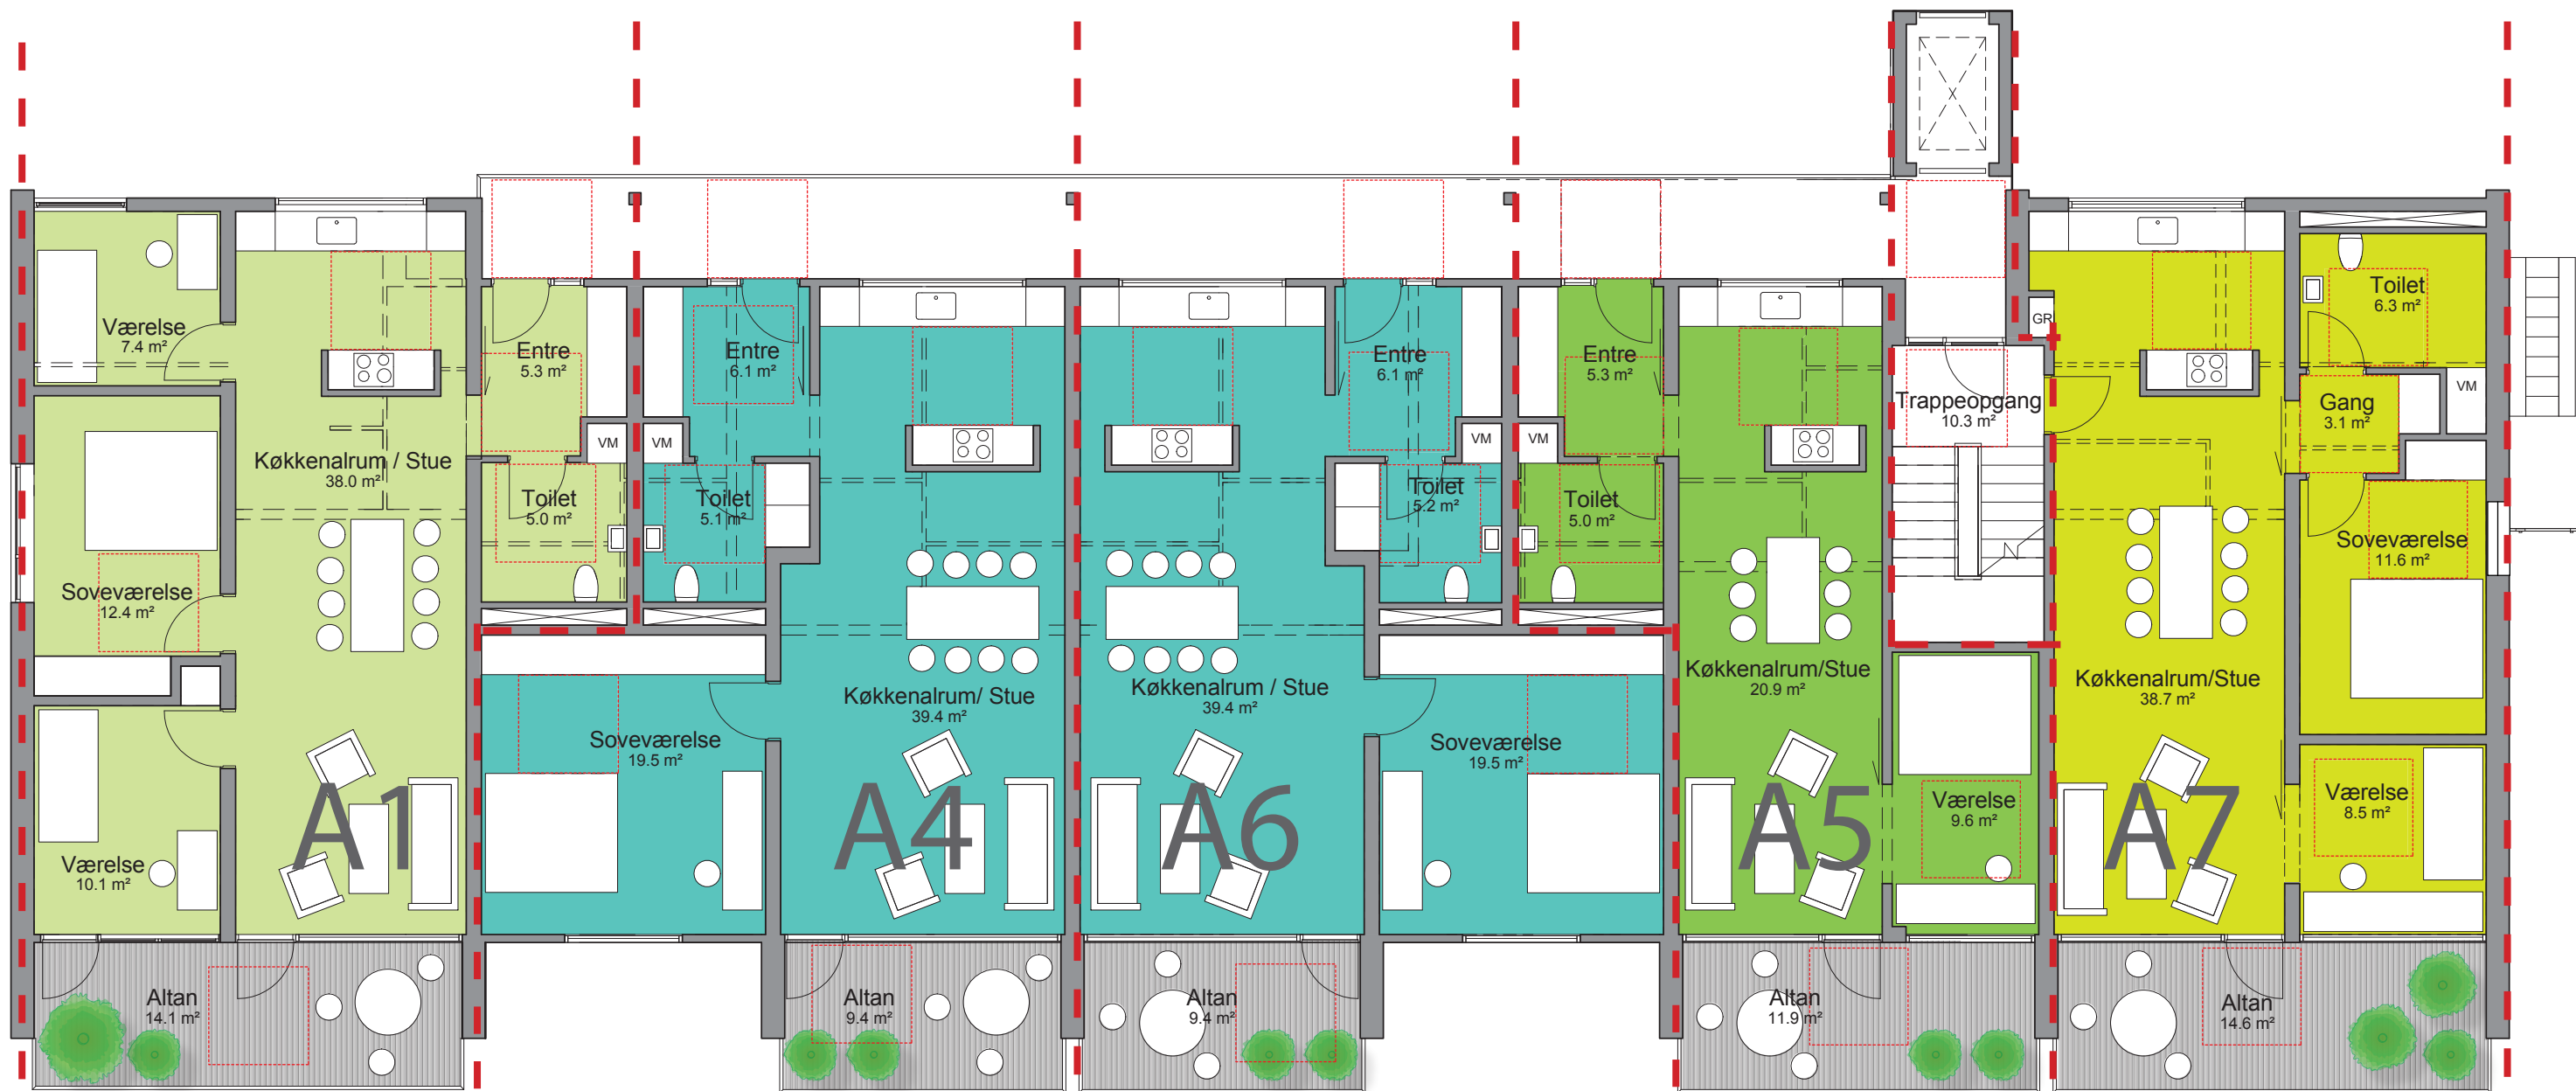 Værelse
7.4 m²
Køkkenalrum / Stue
38.0 m²
Soveværelse
12.4 m²
Værelse
10.1 m²
A1
Altan
14.1 m²
Entre
5.3 m²
VM
Toilet
5.0 m²
Entre
6.1 m²
VM
Toilet
5.1 m²
Soveværelse
19.5 m²
Køkkenalrum/ Stue
39.4 m²
A4
Altan
9.4 m²
Køkkenalrum / Stue
39.4 m²
A6
Altan
9.4 m²
Entre
6.1 m²
VM
Toilet
5.2 m²
Soveværelse
19.5 m²
Entre
5.3 m²
VM
Toilet
5.0 m²
Køkkenalrum/Stue
20.9 m²
A5
Værelse
9.6 m²
Altan
11.9 m²
Trappeopgang
10.3 m²
GR
Køkkenalrum/Stue
38.7 m²
A7
Toilet
6.3 m²
VM
Gang
3.1 m²
Soveværelse
11.6 m²
Værelse
8.5 m²
Altan
14.6 m²